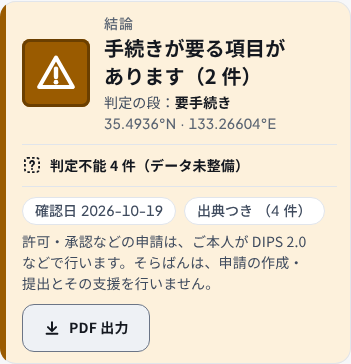 結論
手続きが要る項目が
あります（2 件）
判定の段：要手続き
35.4936°N · 133.26604°E
判定不能 4 件（データ未整備）
確認日 2026-10-19
出典つき （4 件）
許可・承認などの申請は、ご本人が DIPS 2.0
などで行います。そらばんは、申請の作成・
提出とその支援を行いません。
PDF 出力